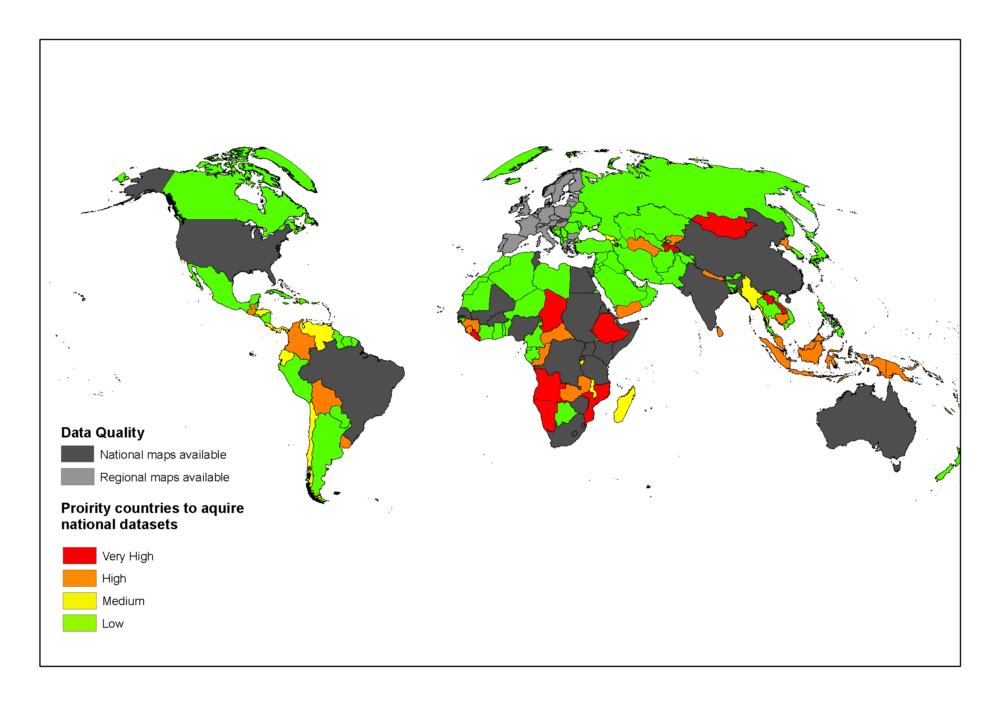 Data Quality
National maps available
Regional maps available
Proirity countries to aquire
national datasets
Very High
High
Medium
Low